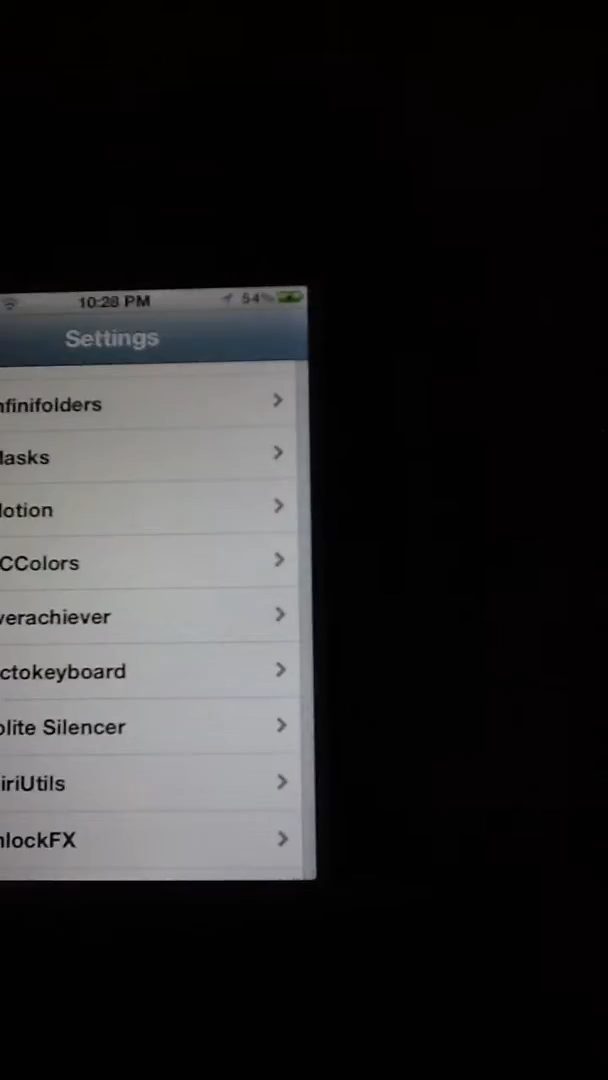 10:28 PM 54%
Settings
nfinifolders
lasks
lotion
CColors
verachiever
ctokeyboard
olite Silencer
iriUtils
nlockFX